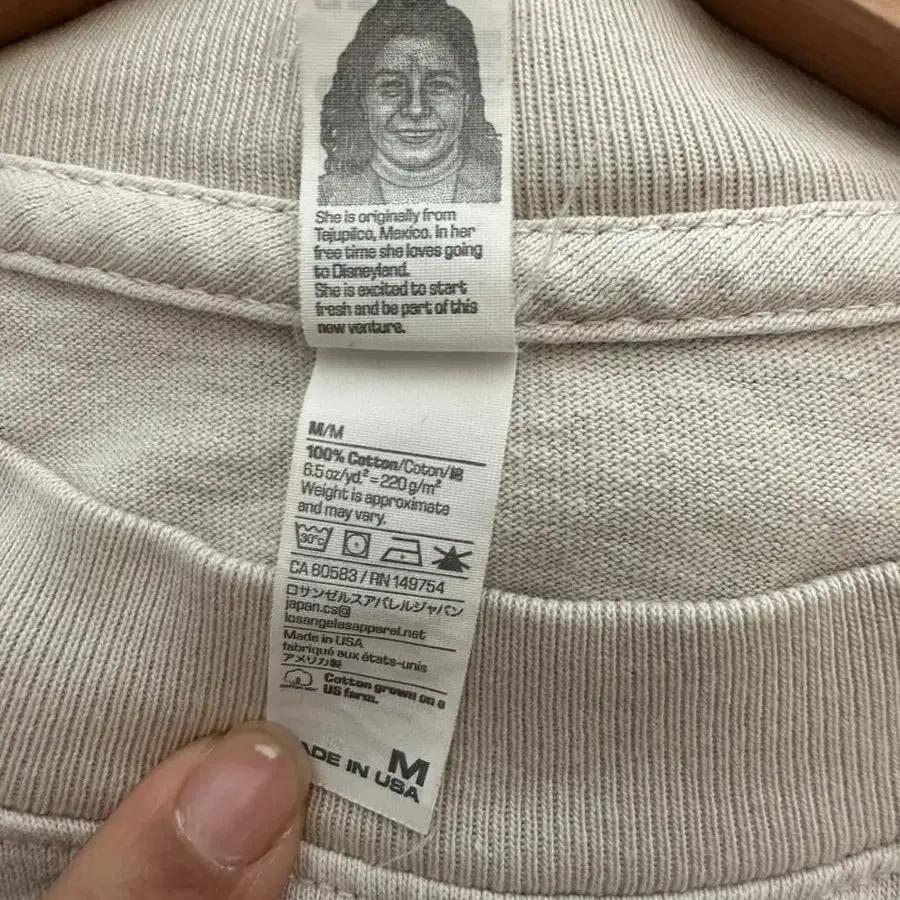 She is originally from
Tejupilco, Mexico. In her
free time she loves going
to Disneyland.
She is excited to start
fresh and be part of this
new venture.
M/M
100% Cotton/Coton/綿
6.5 oz/yd.² = 220 g/m²
Weight is approximate
and may vary.
30°C
CA 60583 / RN 149754
ロサンゼルスアパレルジャパン
japan.cs@
losangelesapparel.net
Made in USA
fabriqué aux états-unis
アメリカ製
Cotton grown on a
US farm.
M
ADE IN USA